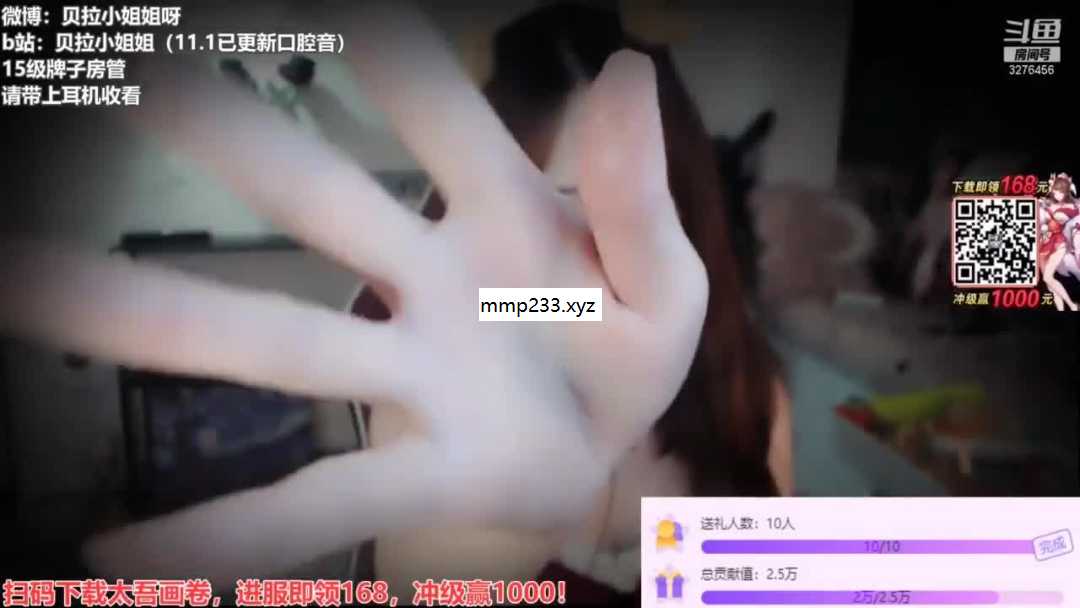 微博：贝拉小姐姐呀
b站：贝拉小姐姐（11.1已更新口腔音）
15级牌子房管
请带上耳机收看
斗鱼
房间号
3276456
下载即领168元
冲级赢1000元
mmp233.xyz
送礼人数：10人
10/10
完成
总贡献值：2.5万
2万/2.5万
扫码下载太吾画卷，进服即领168，冲级赢1000！